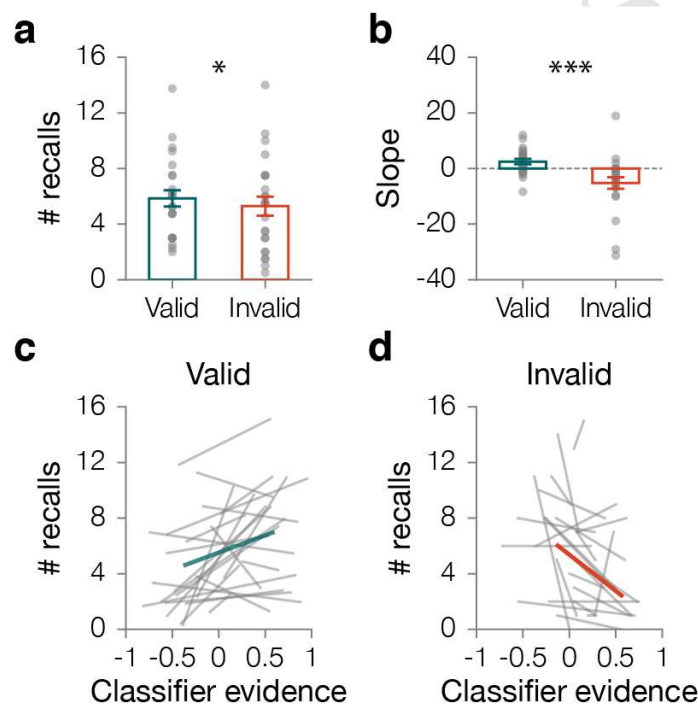 a
16
12
8
4
0
# recalls
*
Valid
Invalid
b
40
20
0
-20
-40
Slope
***
Valid
Invalid
c
Valid
16
12
8
4
0
# recalls
-1 -0.5 0 0.5 1
Classifier evidence
d
Invalid
16
12
8
4
0
# recalls
-1 -0.5 0 0.5 1
Classifier evidence